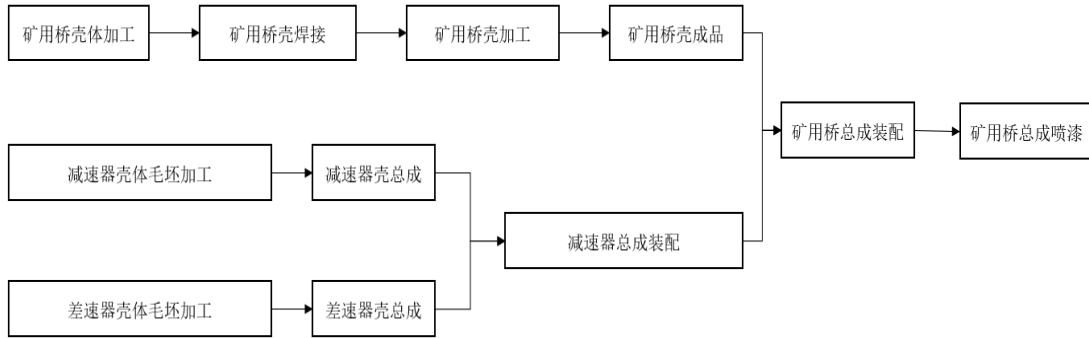 矿用桥壳体加工
矿用桥壳焊接
矿用桥壳加工
矿用桥壳成品
矿用桥总成装配
矿用桥总成喷漆
减速器壳体毛坯加工
减速器壳总成
减速器总成装配
差速器壳体毛坯加工
差速器壳总成